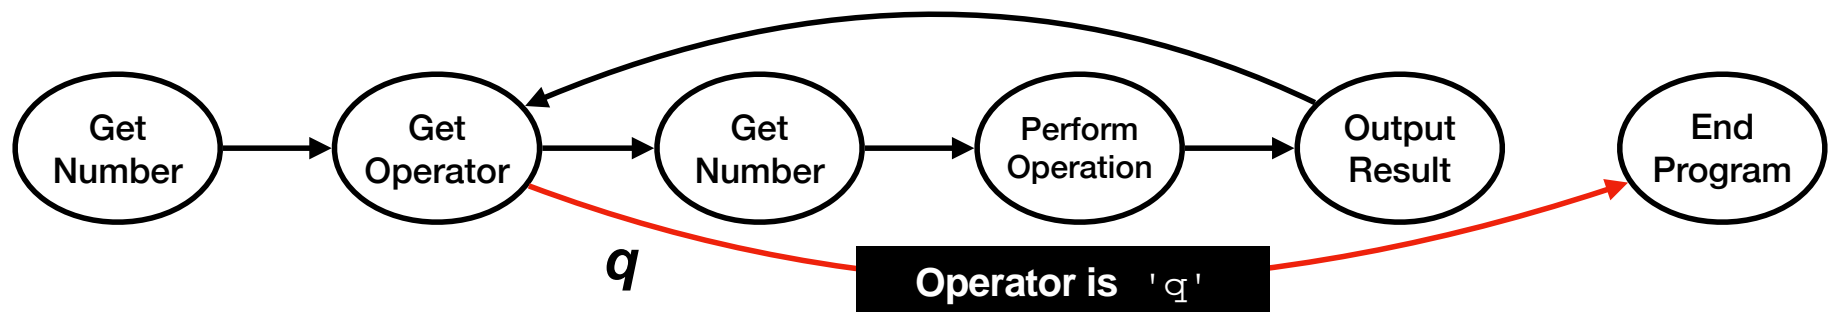 Get
Number
Get
Operator
Get
Number
Perform
Operation
Output
Result
End
Program
q
Operator is 'q'